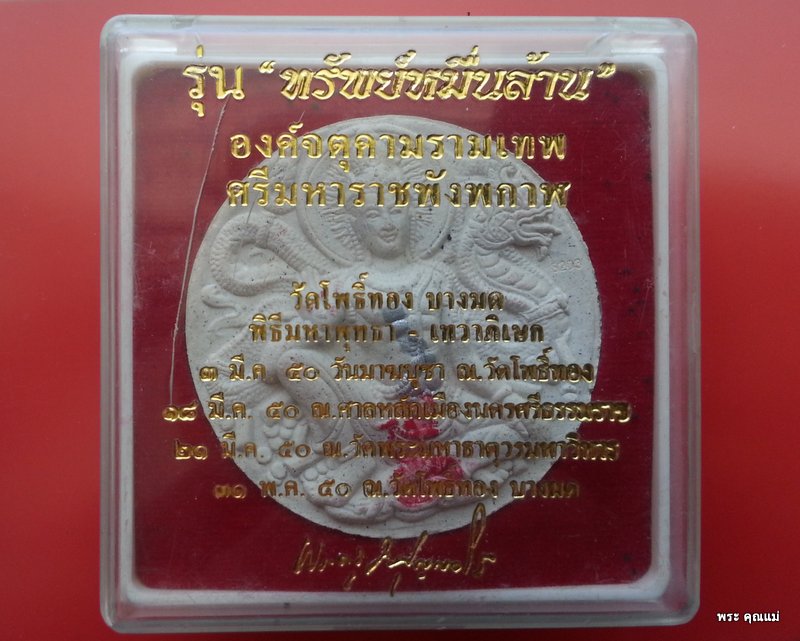 รุ่น "ทรัพย์หมื่นล้าน"
องค์จตุคามรามเทพ
ศรีมหาราชพังพกาพ
วัดโพธิ์ทอง บางมด
พิธีมหาพุทธา - เทวาภิเษก
๓ มี.ค ๕๐ วันมาฆบูชา ณ.วัดโพธิ์ทอง
๑๘ มี.ค. ๕๐ ณ.ศาลหลักเมืองนครศรีธรรมราช
๒๑ มี.ค. ๕๐ ณ.วัดพระมหาธาตุวรมหาวิหาร
๓๑ พ.ค. ๕๐ ณ.วัดโพธิ์ทอง บางมด
พระ คุณแม่